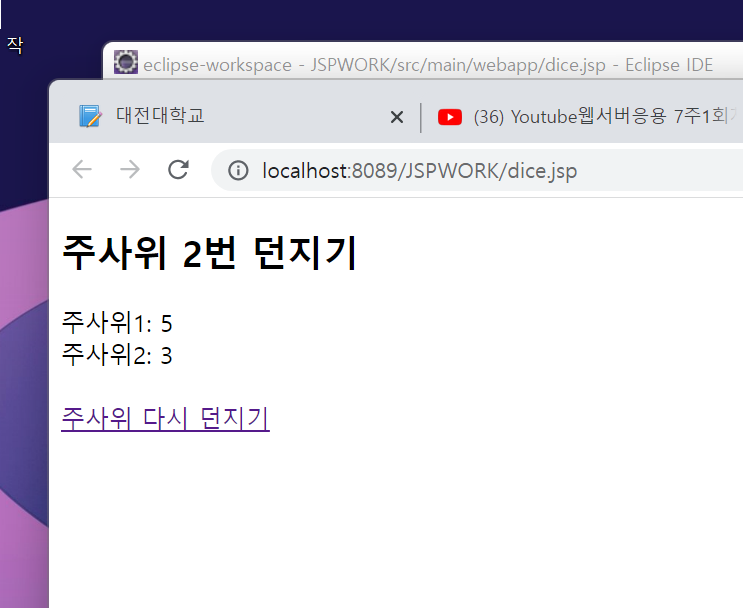 작
eclipse-workspace - JSPWORK/src/main/webapp/dice.jsp - Eclipse IDE
대전대학교
(36) Youtube웹서버응용 7주1회
localhost:8089/JSPWORK/dice.jsp
주사위 2번 던지기
주사위1: 5
주사위2: 3
주사위 다시 던지기